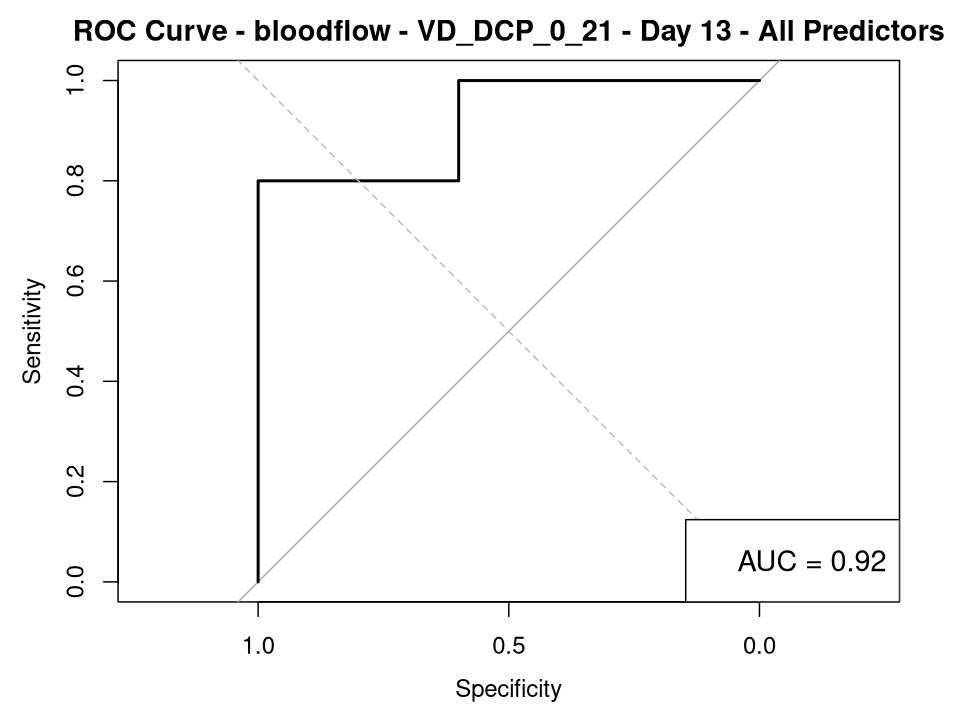 ROC Curve - bloodflow - VD_DCP_0_21 - Day 13 - All Predictors
1.0
0.8
0.6
0.4
0.2
0.0
Sensitivity
AUC = 0.92
1.0 0.5 0.0
Specificity